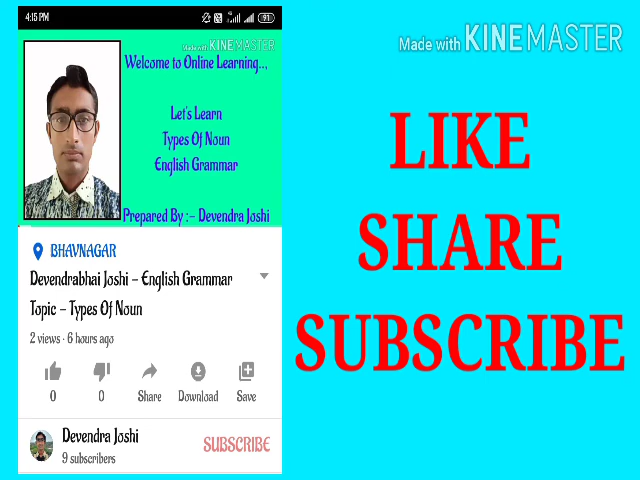 4:15 PM
91
Made with KINEMASTER
Made with KINEMASTER
Welcome to Online Learning...,
Let's Learn
Types Of Noun
English Grammar
Prepared By :- Devendra Joshi
BHAVNAGAR
Devendrabhai Joshi - English Grammar
Topic - Types Of Noun
2 views · 6 hours ago
0
0
Share
Download
Save
Devendra Joshi
9 subscribers
SUBSCRIBE
LIKE
SHARE
SUBSCRIBE